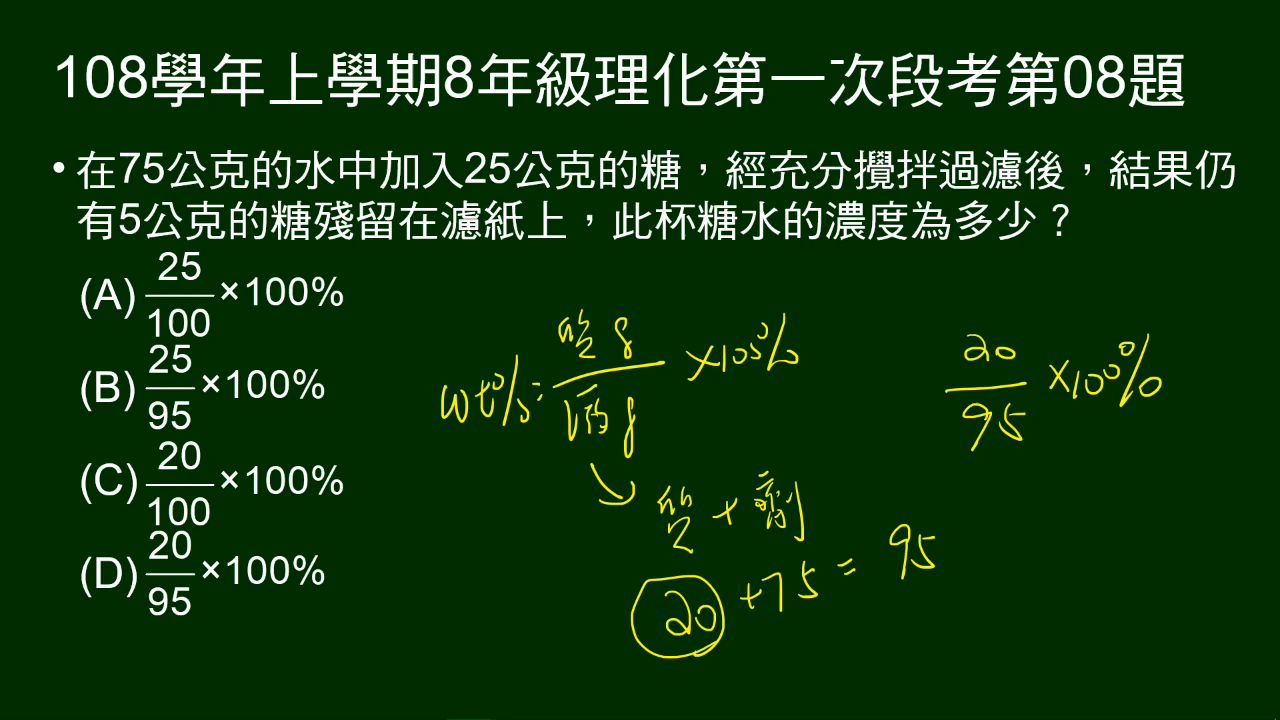 108學年上學期8年級理化第一次段考第08題
• 在75公克的水中加入25公克的糖，經充分攪拌過濾後，結果仍
有5公克的糖殘留在濾紙上，此杯糖水的濃度為多少？
(A) 25/100 ×100%
(B) 25/95 ×100%
(C) 20/100 ×100%
(D) 20/95 ×100%
wt% = 質 g / 液 g ×100%
質 + 劑
20 + 75 = 95
20/95 ×100%